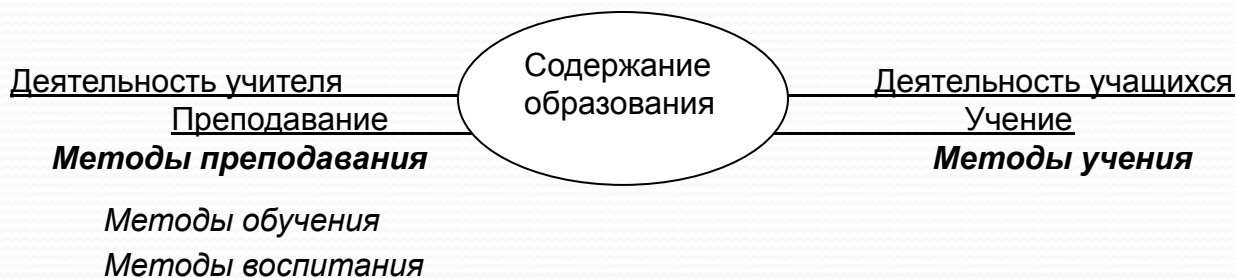 Содержание
образования
Деятельность учителя
Преподавание
Методы преподавания
Методы обучения
Методы воспитания
Деятельность учащихся
Учение
Методы учения